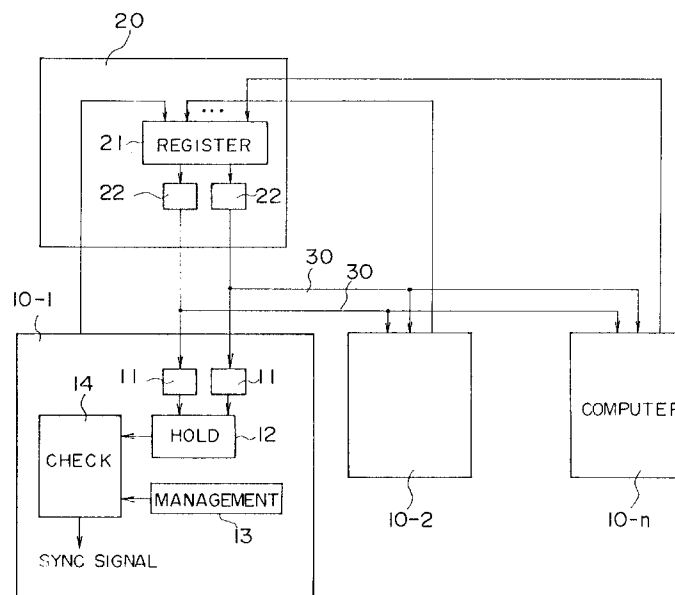 20
...
21
REGISTER
22
22
30
30
10-1
11
11
14
HOLD
12
CHECK
COMPUTER
MANAGEMENT
13
10-2
10-n
SYNC SIGNAL